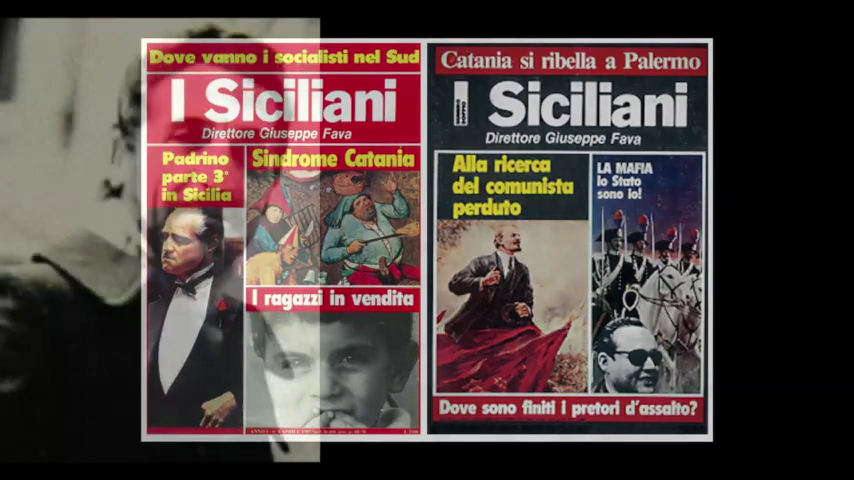 Dove vanno i socialisti nel Sud
I Siciliani
Direttore Giuseppe Fava
Padrino
parte 3ª
in Sicilia
Sindrome Catania
I ragazzi in vendita
Catania si ribella a Palermo
I Siciliani
Direttore Giuseppe Fava
Alla ricerca
del comunista
perduto
LA MAFIA
lo Stato
sono Io!
Dove sono finiti i pretori d'assalto?